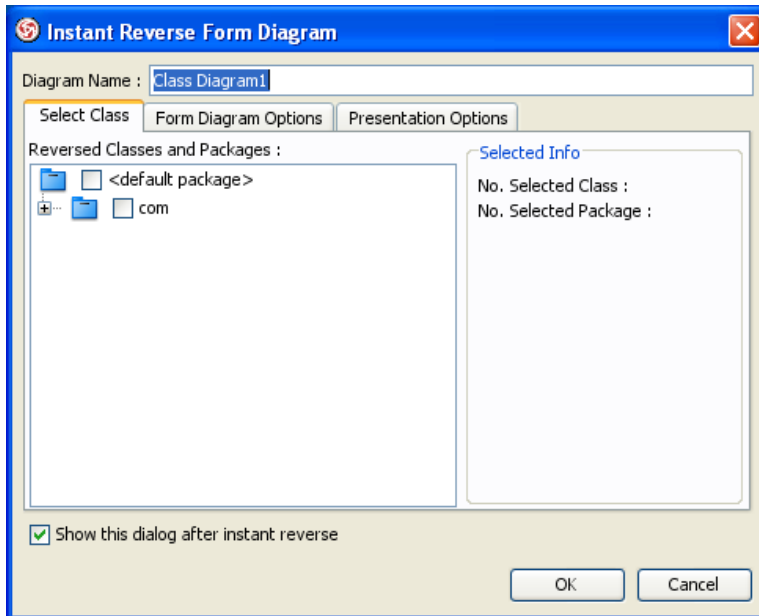 Instant Reverse Form Diagram
Diagram Name : Class Diagram1
Select Class Form Diagram Options Presentation Options
Reversed Classes and Packages :
<default package>
com
Selected Info
No. Selected Class :
No. Selected Package :
Show this dialog after instant reverse
OK Cancel